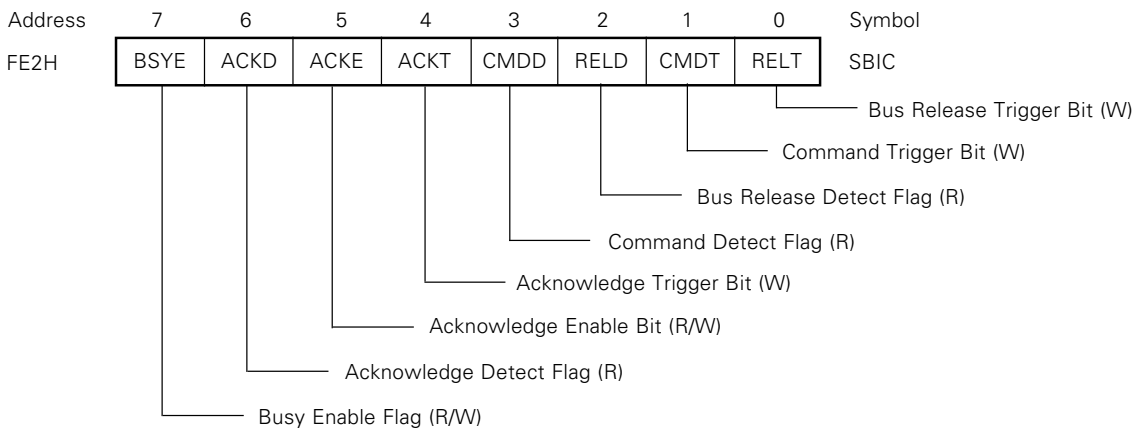 Address 7 6 5 4 3 2 1 0 Symbol
FE2H BSYE ACKD ACKE ACKT CMDD RELD CMDT RELT SBIC
Bus Release Trigger Bit (W)
Command Trigger Bit (W)
Bus Release Detect Flag (R)
Command Detect Flag (R)
Acknowledge Trigger Bit (W)
Acknowledge Enable Bit (R/W)
Acknowledge Detect Flag (R)
Busy Enable Flag (R/W)